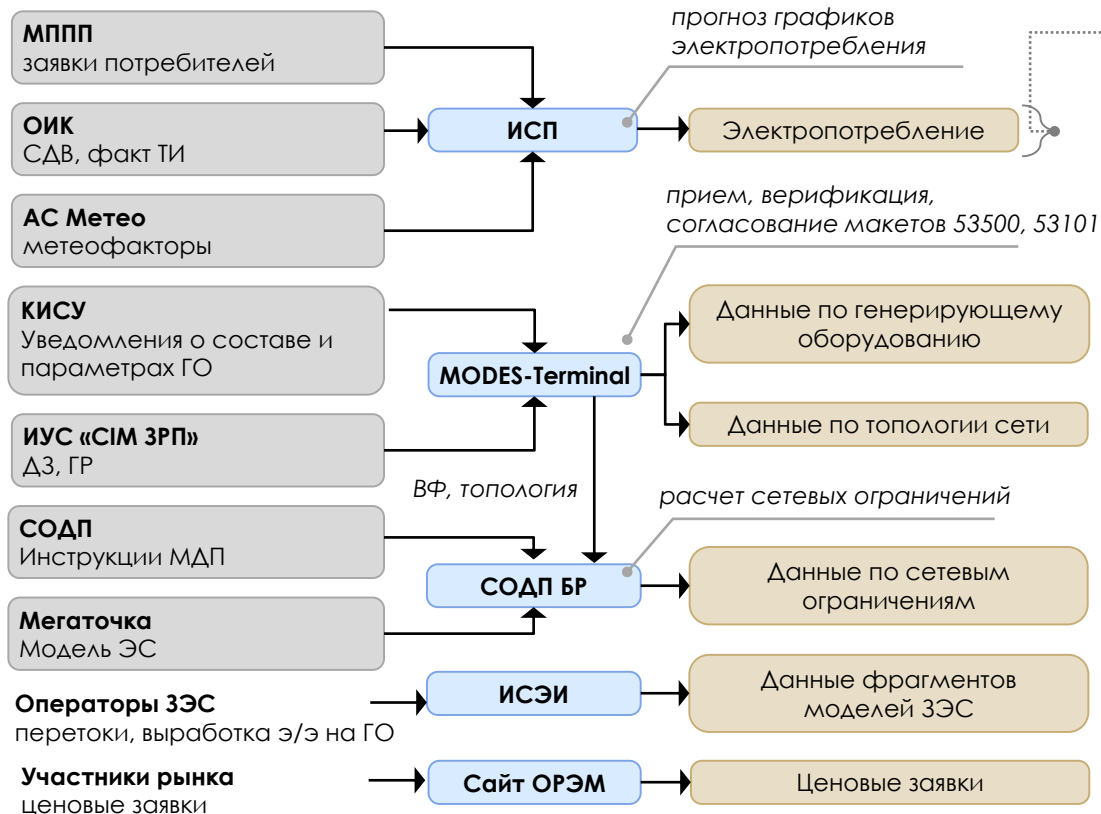 МППП
заявки потребителей
прогноз графиков
электропотребления
ОИК
СДВ, факт ТИ
ИСП
Электропотребление
АС Метео
метеофакторы
прием, верификация,
согласование макетов 53500, 53101
КИСУ
Уведомления о составе и
параметрах ГО
MODES-Terminal
Данные по генерирующему
оборудованию
Данные по топологии сети
ИУС «CIM ЗРП»
ДЗ, ГР
ВФ, топология
расчет сетевых ограничений
СОДП
Инструкции МДП
СОДП БР
Данные по сетевым
ограничениям
Мегаточка
Модель ЭС
Операторы ЗЭС
перетоки, выработка э/э на ГО
ИСЭИ
Данные фрагментов
моделей ЗЭС
Участники рынка
ценовые заявки
Сайт ОРЭМ
Ценовые заявки